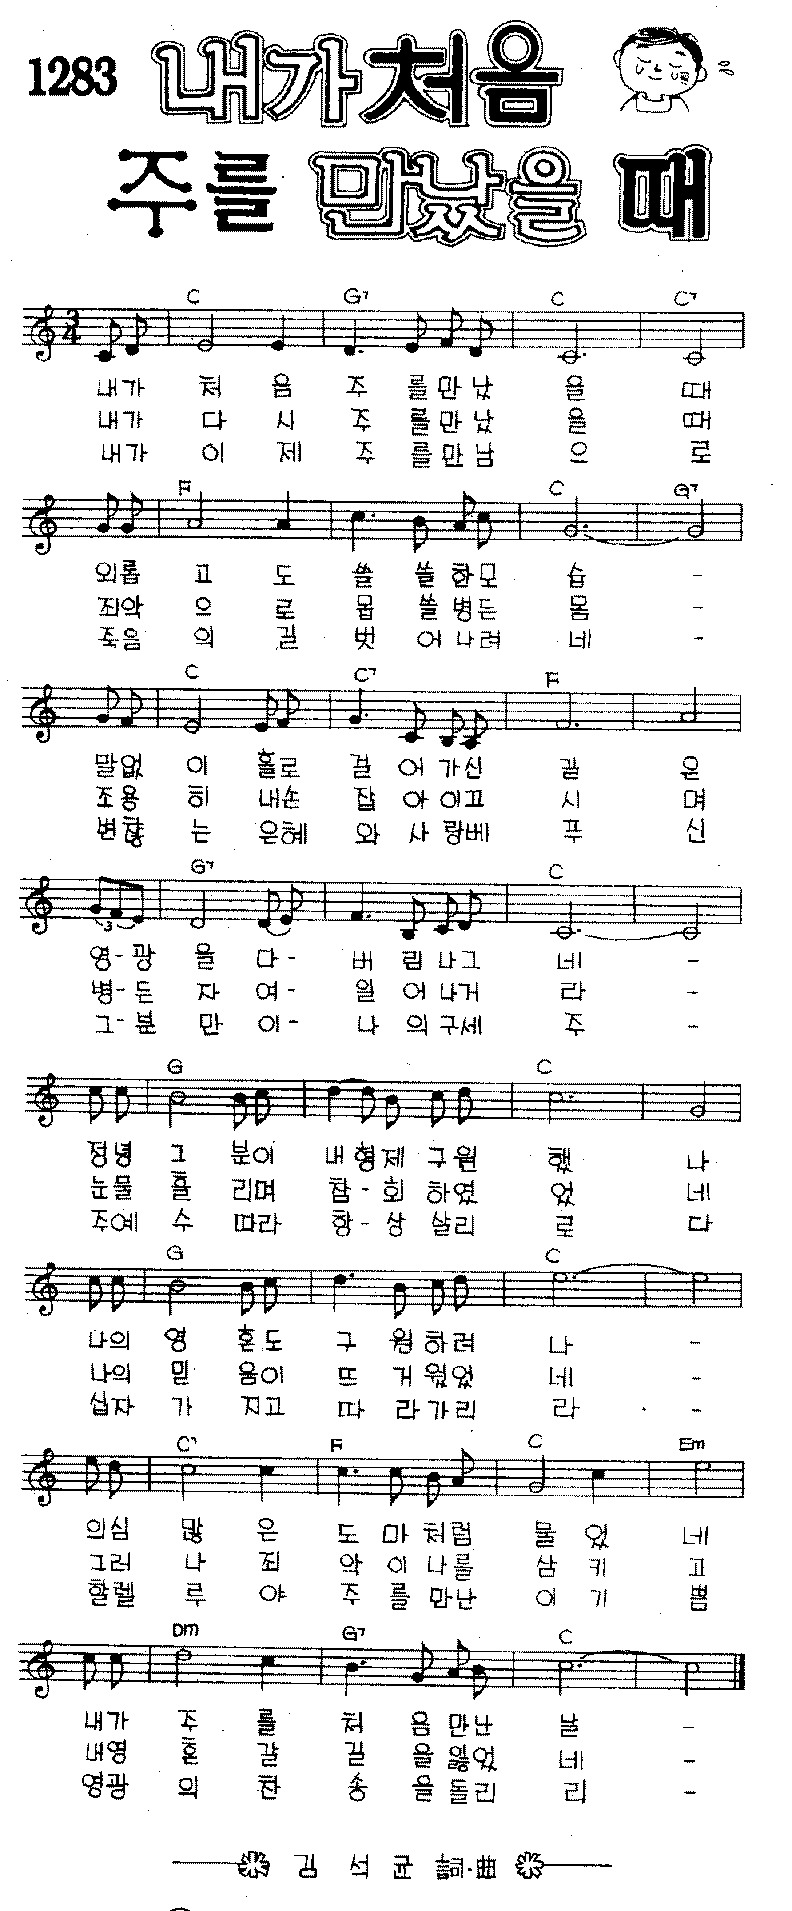 1283 내가 처음
주를 만났을 때
C G7 C C7
내가 처 음 주 를만났 을 때
내가 다 시 주 를만났 을 때
내가 이 제 주 를만남 으 로
F C G7
외롭 고 도 쓸 쓸한모 습 -
죄악 으 로 몹 쓸병든 몸 -
죽음 의 길 벗 어나려 네 -
C C7 F
말없 이 홀로 걸 어가신 길 은
조용 히 내손 잡 아이끄 시 며
변찮 는 은혜 와 사랑베 푸 신
G7 C
3
영-광 을 다- 버 림나그 네 -
병-든 자 여- 일 어나거 라 -
그-분 만 이- 나 의구세 주 -
G C
정녕 그 분이 내형제 구원 했 나
눈물 흘 리며 참-회 하였 었 네
주예 수 따라 항-상 살리 로 다
G C
나의 영 혼도 구 원하려 나 -
나의 믿 음이 뜨 거웠었 네 -
십자 가 지고 따 라가리 라 -
C7 F C Em
의심 많 은 도 마처럼 물 었 네
그러 나 죄 악 이나를 삼 키 고
할렐 루 야 주 를만난 이 기 쁨
Dm G7 C
내가 주 를 처 음만난 날 -
내영 혼 갈 길 을잃었 네 -
영광 의 찬 송 을돌리 리 -
김 석 균 詞·曲